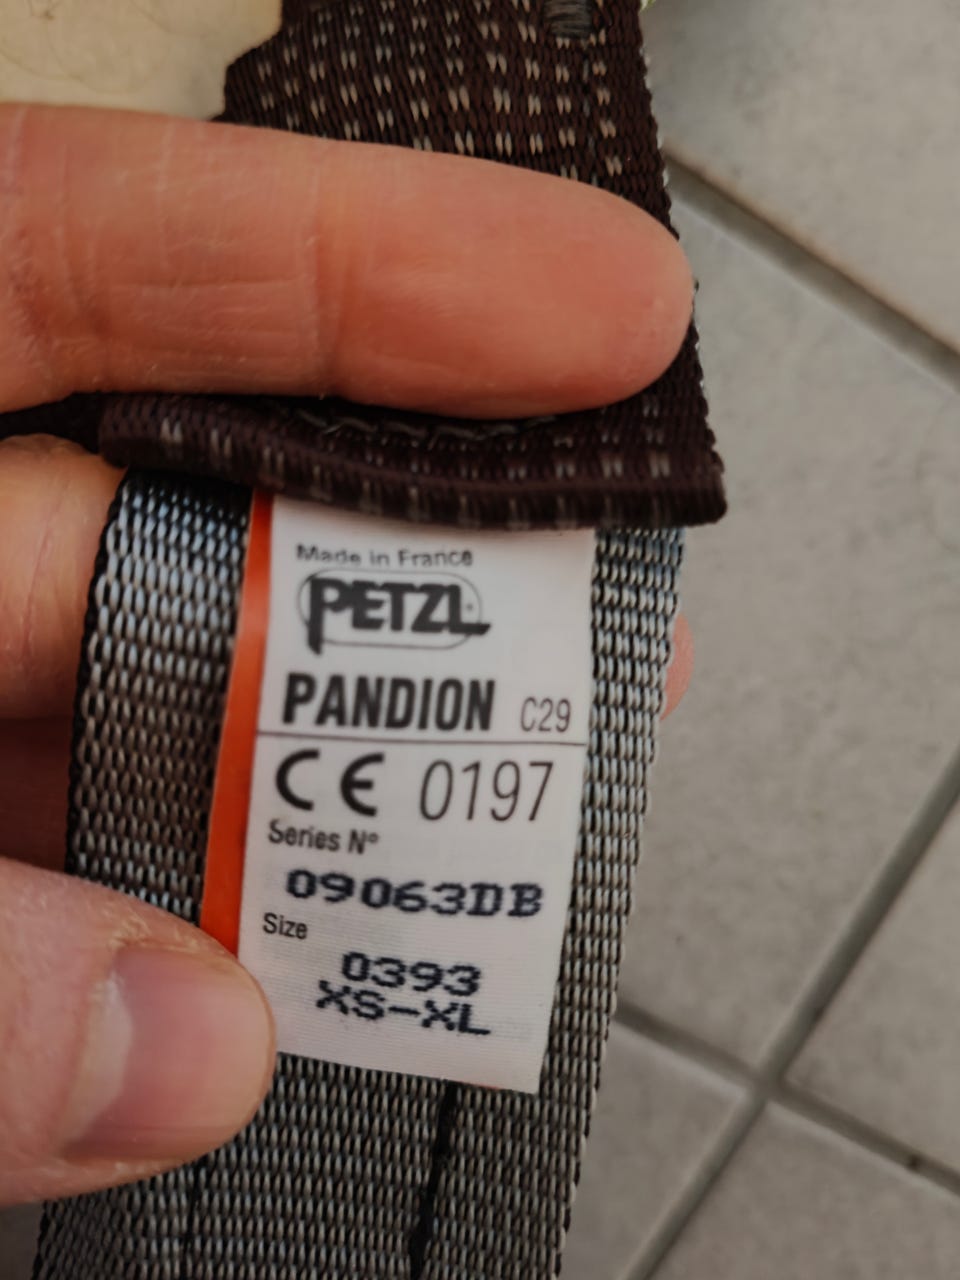 Made in France
PETZL
PANDION C29
CE 0197
Series N°
09063DB
Size
0393
XS-XL